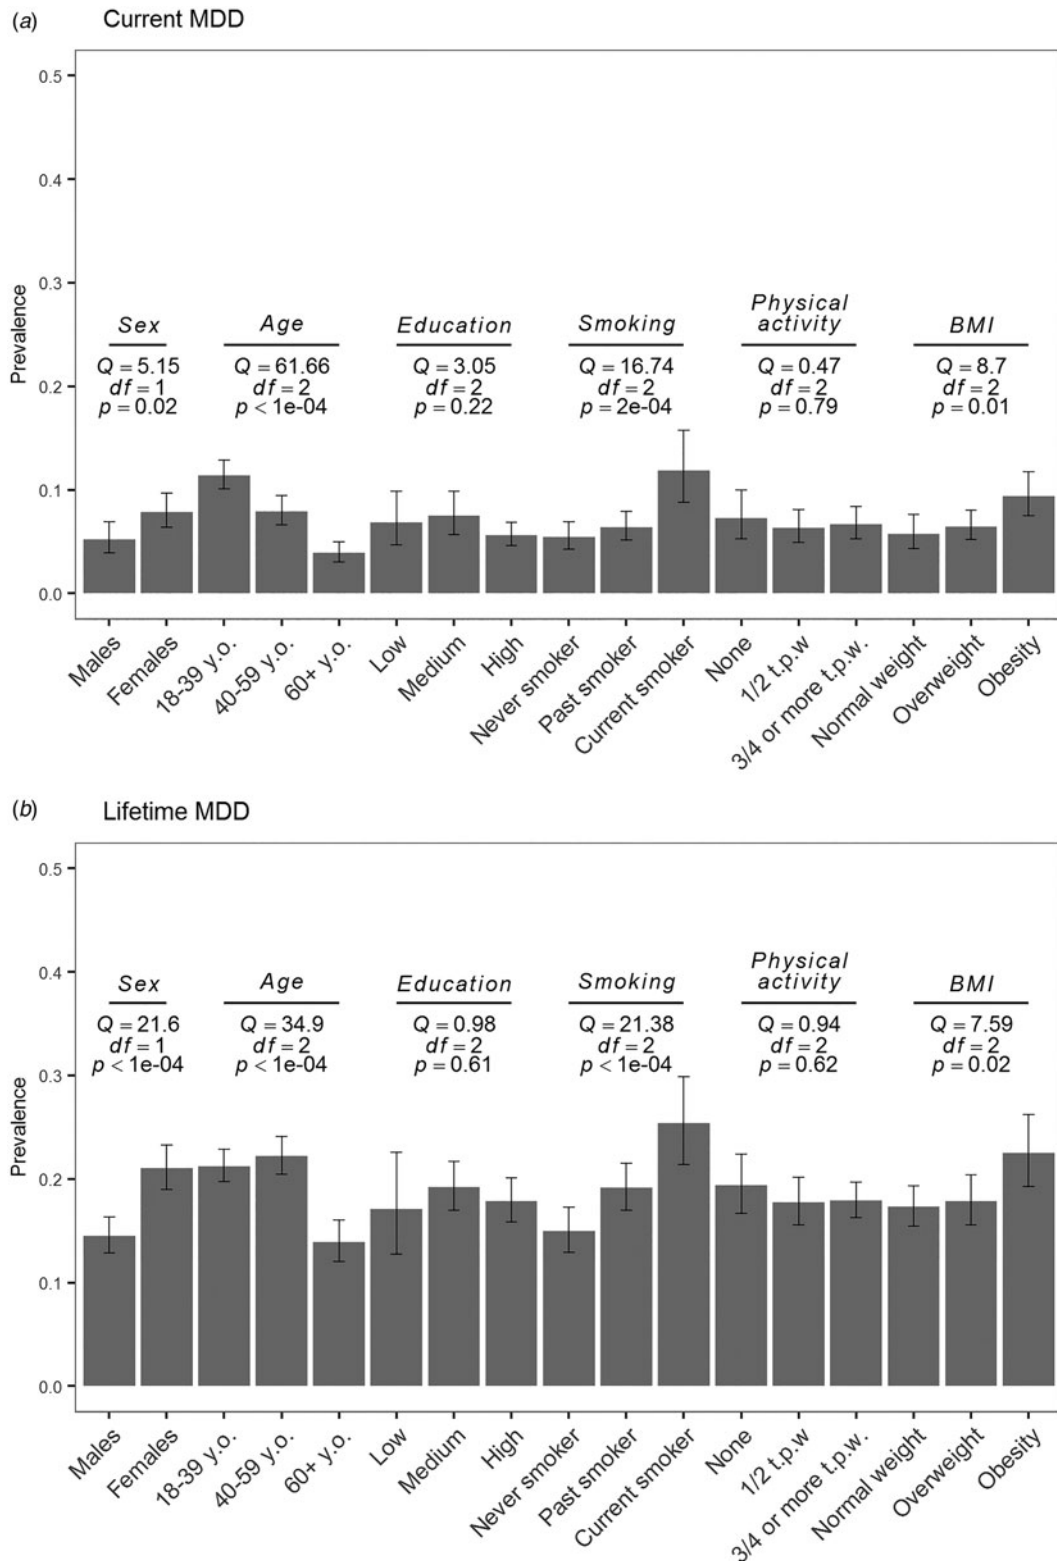 (a) Current MDD
0.5
0.4
0.3
0.2
0.1
0.0
Prevalence
Sex
Q = 5.15
df = 1
p = 0.02
Age
Q = 61.66
df = 2
p < 1e-04
Education
Q = 3.05
df = 2
p = 0.22
Smoking
Q = 16.74
df = 2
p = 2e-04
Physical
activity
Q = 0.47
df = 2
p = 0.79
BMI
Q = 8.7
df = 2
p = 0.01
Males
Females
18-39 y.o.
40-59 y.o.
60+ y.o.
Low
Medium
High
Never smoker
Past smoker
Current smoker
None
1/2 t.p.w
3/4 or more t.p.w.
Normal weight
Overweight
Obesity
(b) Lifetime MDD
0.5
0.4
0.3
0.2
0.1
0.0
Prevalence
Sex
Q = 21.6
df = 1
p < 1e-04
Age
Q = 34.9
df = 2
p < 1e-04
Education
Q = 0.98
df = 2
p = 0.61
Smoking
Q = 21.38
df = 2
p < 1e-04
Physical
activity
Q = 0.94
df = 2
p = 0.62
BMI
Q = 7.59
df = 2
p = 0.02
Males
Females
18-39 y.o.
40-59 y.o.
60+ y.o.
Low
Medium
High
Never smoker
Past smoker
Current smoker
None
1/2 t.p.w
3/4 or more t.p.w.
Normal weight
Overweight
Obesity